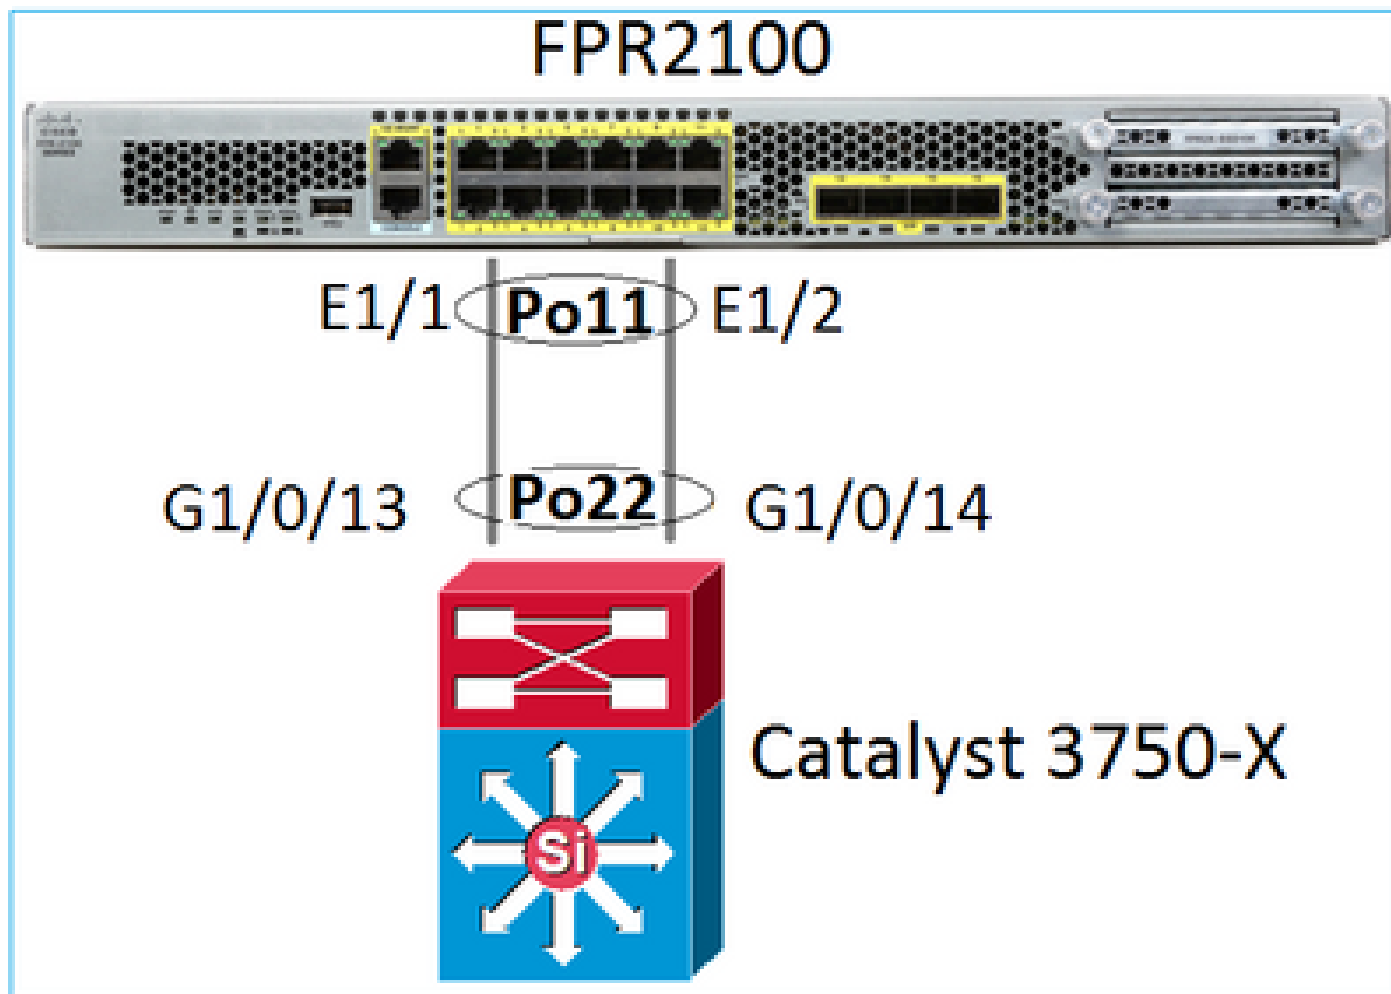 FPR2100
E1/1 Po11 E1/2
G1/0/13 Po22 G1/0/14
Si
Catalyst 3750-X